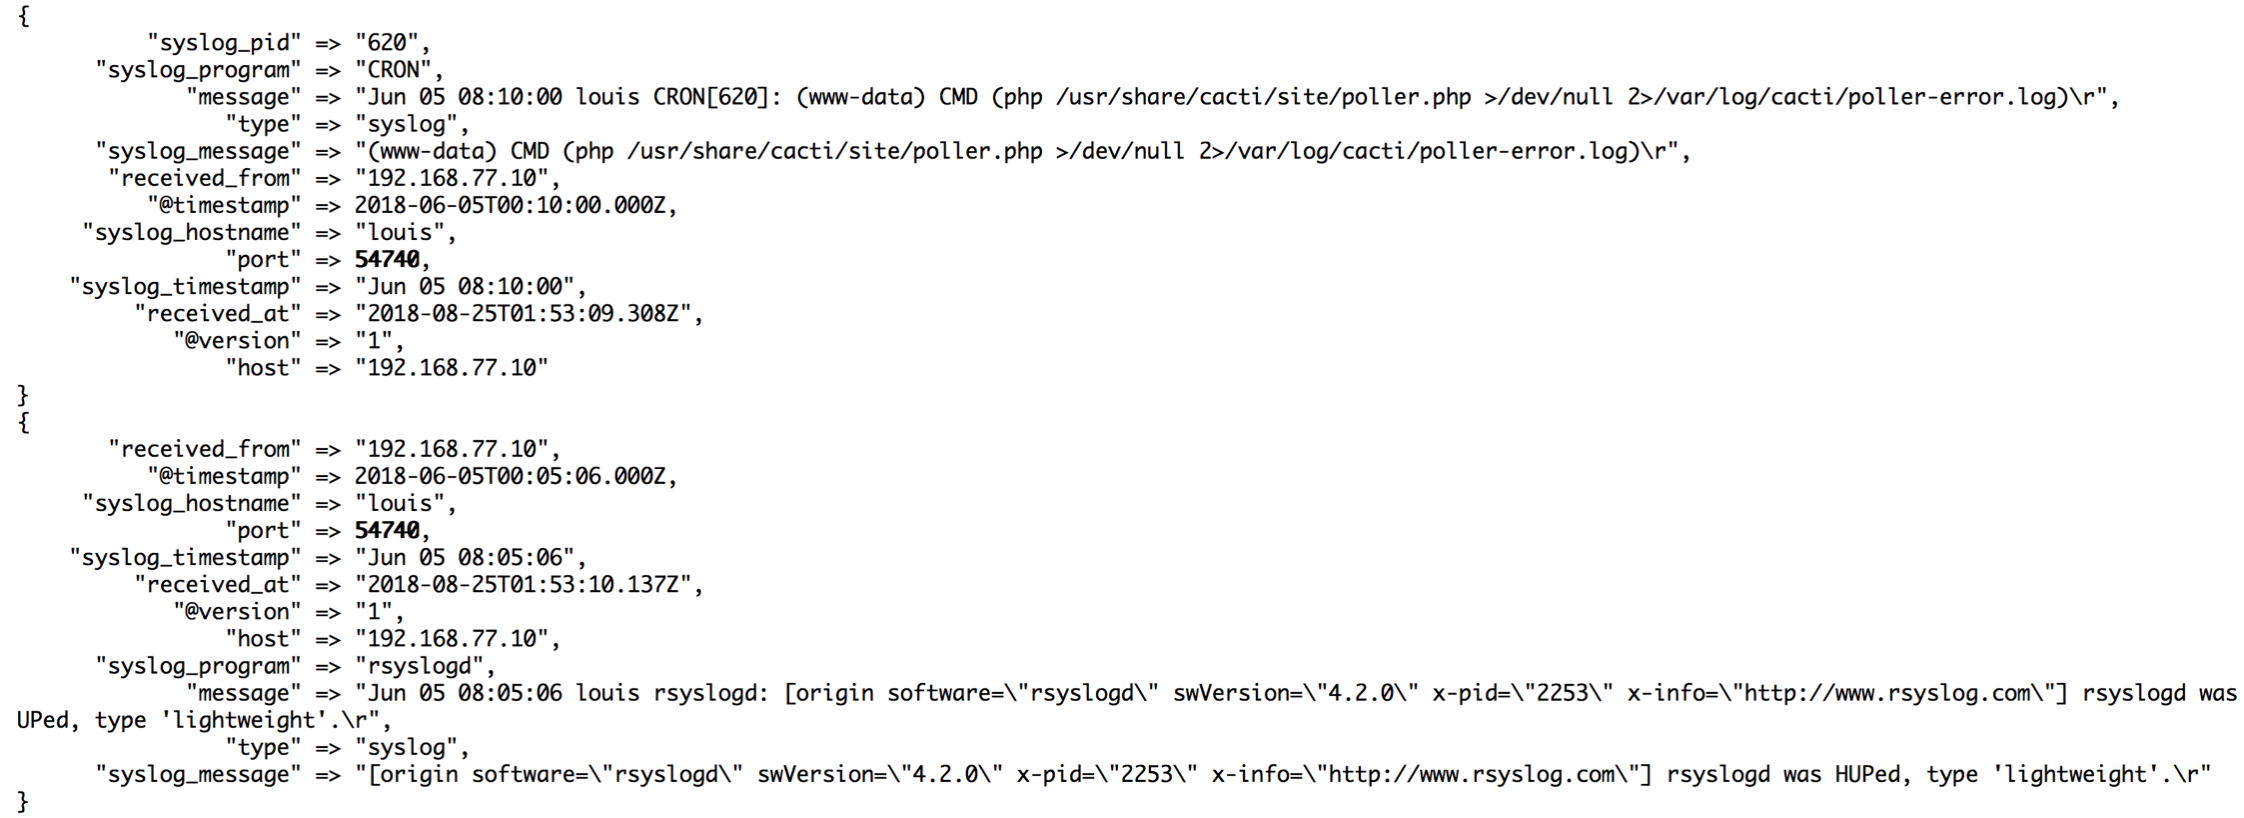 {
"syslog_pid" => "620",
"syslog_program" => "CRON",
"message" => "Jun 05 08:10:00 louis CRON[620]: (www-data) CMD (php /usr/share/cacti/site/poller.php >/dev/null 2>/var/log/cacti/poller-error.log)\r",
"type" => "syslog",
"syslog_message" => "(www-data) CMD (php /usr/share/cacti/site/poller.php >/dev/null 2>/var/log/cacti/poller-error.log)\r",
"received_from" => "192.168.77.10",
"@timestamp" => 2018-06-05T00:10:00.000Z,
"syslog_hostname" => "louis",
"port" => 54740,
"syslog_timestamp" => "Jun 05 08:10:00",
"received_at" => "2018-08-25T01:53:09.308Z",
"@version" => "1",
"host" => "192.168.77.10"
}
{
"received_from" => "192.168.77.10",
"@timestamp" => 2018-06-05T00:05:06.000Z,
"syslog_hostname" => "louis",
"port" => 54740,
"syslog_timestamp" => "Jun 05 08:05:06",
"received_at" => "2018-08-25T01:53:10.137Z",
"@version" => "1",
"host" => "192.168.77.10",
"syslog_program" => "rsyslogd",
"message" => "Jun 05 08:05:06 louis rsyslogd: [origin software=\"rsyslogd\" swVersion=\"4.2.0\" x-pid=\"2253\" x-info=\"http://www.rsyslog.com\"] rsyslogd was
UPed, type 'lightweight'.\r",
"type" => "syslog",
"syslog_message" => "[origin software=\"rsyslogd\" swVersion=\"4.2.0\" x-pid=\"2253\" x-info=\"http://www.rsyslog.com\"] rsyslogd was HUPed, type 'lightweight'.\r"
}